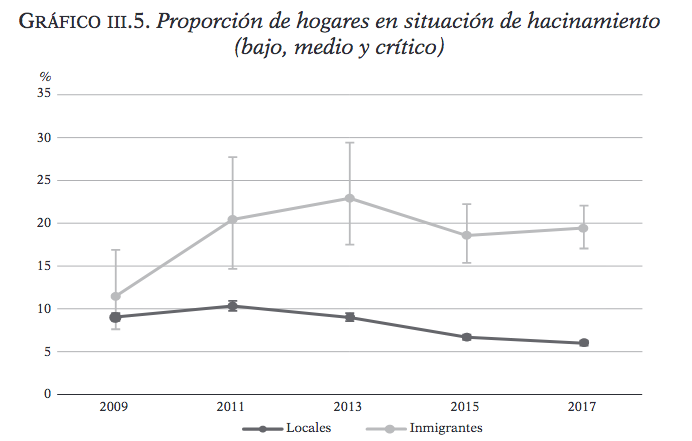 GRÁFICO III.5. Proporción de hogares en situación de hacinamiento
(bajo, medio y crítico)
%
35
30
25
20
15
10
5
0
2009 2011 2013 2015 2017
Locales Inmigrantes